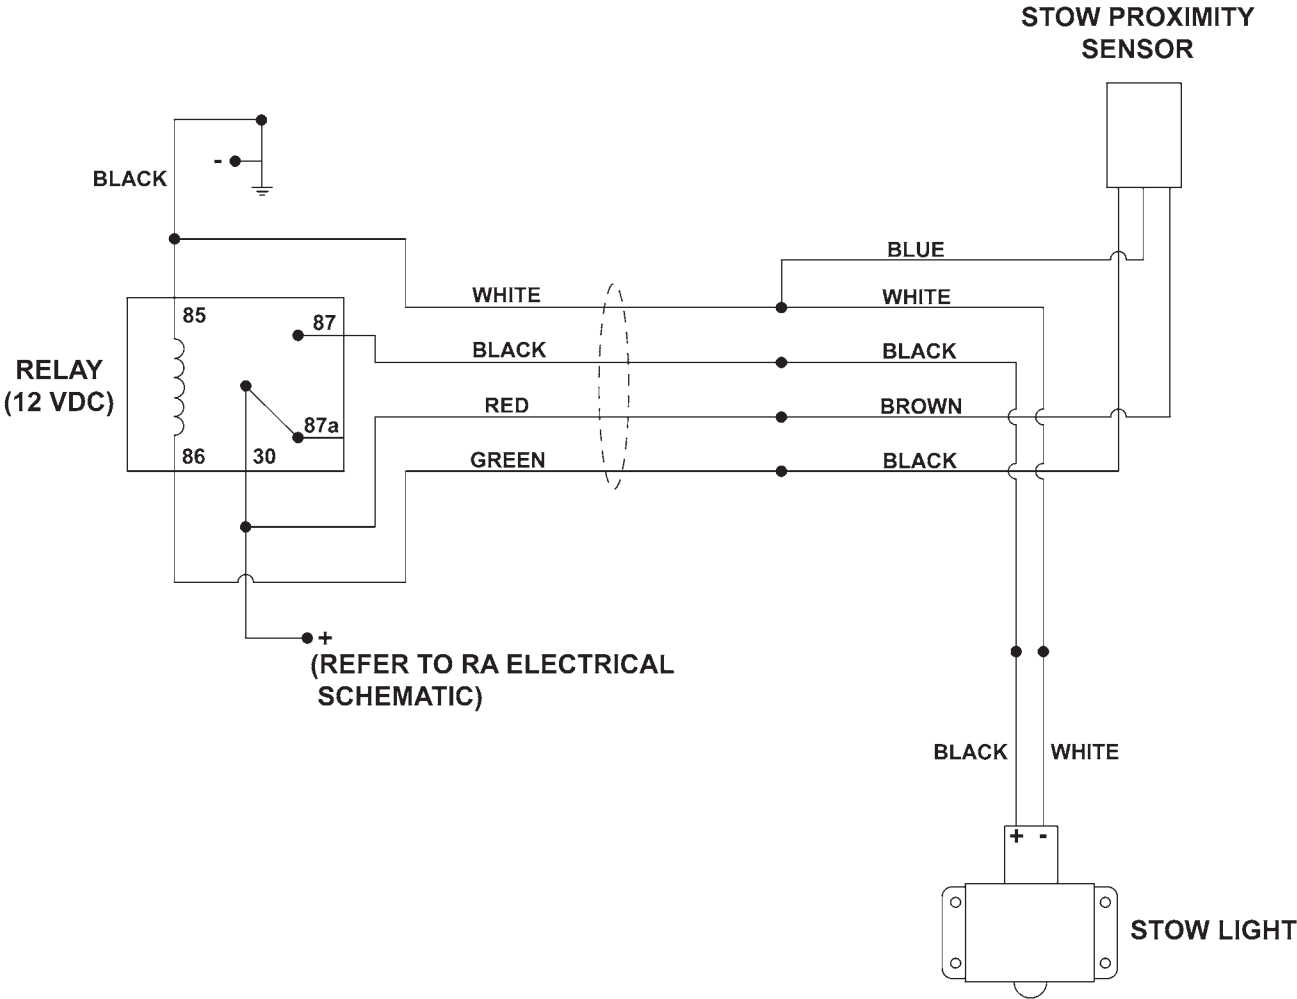 STOW PROXIMITY
SENSOR
-
BLACK
BLUE
WHITE
WHITE
85
87
BLACK
BLACK
RELAY
(12 VDC)
RED
BROWN
87a
86
30
GREEN
BLACK
+
(REFER TO RA ELECTRICAL
SCHEMATIC)
BLACK
WHITE
+ -
STOW LIGHT